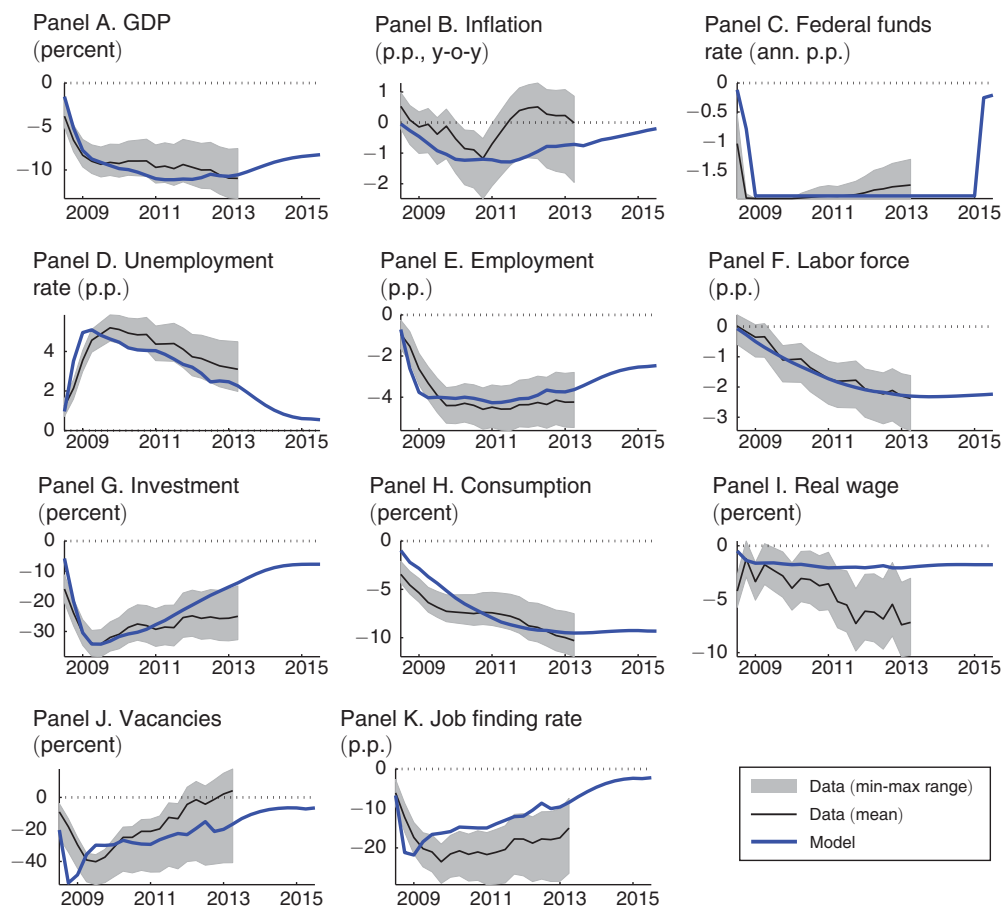 Panel A. GDP
(percent)
0
−5
−10
2009 2011 2013 2015
Panel B. Inflation
(p.p., y-o-y)
1
0
−1
−2
2009 2011 2013 2015
Panel C. Federal funds
rate (ann. p.p.)
0
−0.5
−1
−1.5
2009 2011 2013 2015
Panel D. Unemployment
rate (p.p.)
4
2
0
2009 2011 2013 2015
Panel E. Employment
(p.p.)
0
−2
−4
2009 2011 2013 2015
Panel F. Labor force
(p.p.)
0
−1
−2
−3
2009 2011 2013 2015
Panel G. Investment
(percent)
0
−10
−20
−30
2009 2011 2013 2015
Panel H. Consumption
(percent)
0
−5
−10
2009 2011 2013 2015
Panel I. Real wage
(percent)
0
−5
−10
2009 2011 2013 2015
Panel J. Vacancies
(percent)
0
−20
−40
2009 2011 2013 2015
Panel K. Job finding rate
(p.p.)
0
−10
−20
2009 2011 2013 2015
Data (min-max range)
Data (mean)
Model